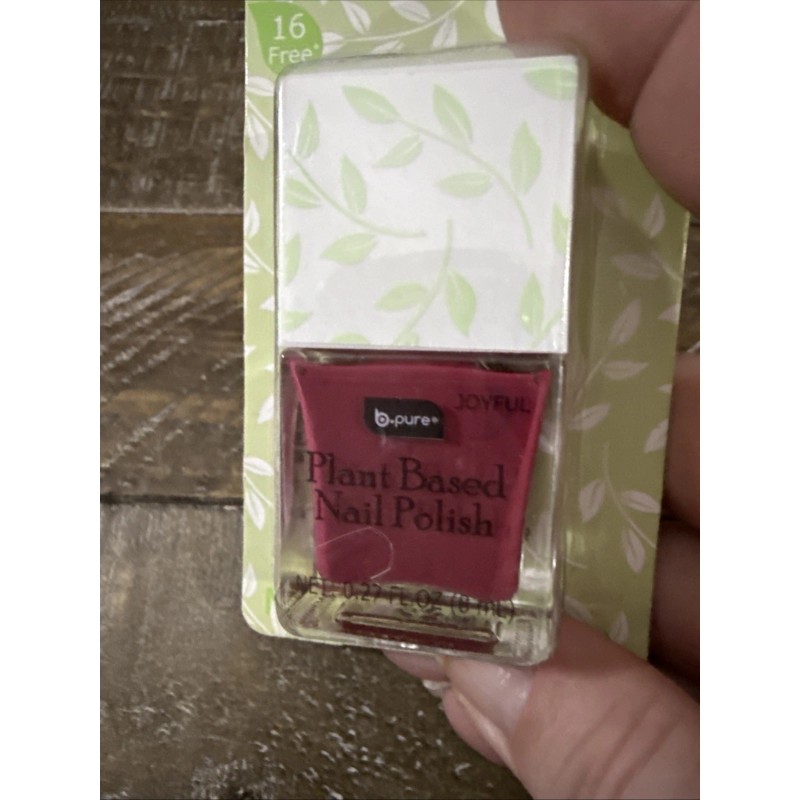 16
Free*
b.pure®
JOYFUL
Plant Based
Nail Polish
NET. 0.27 FL.OZ (8 mL)